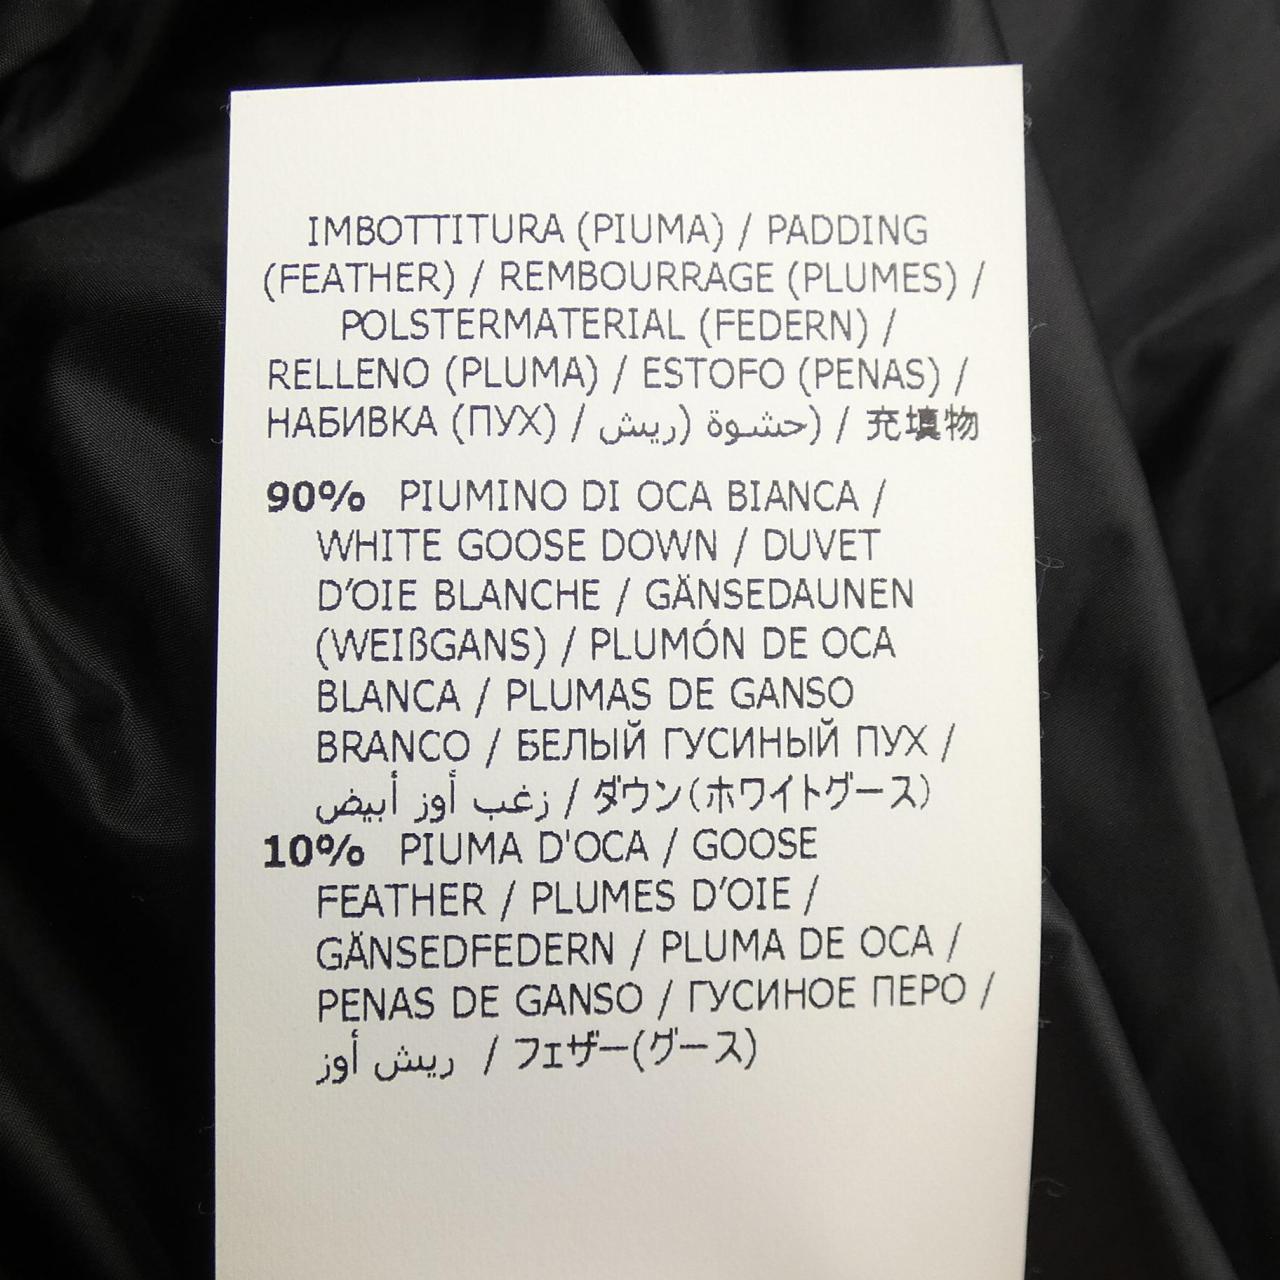 IMBOTTITURA (PIUMA) / PADDING
(FEATHER) / REMBOURRAGE (PLUMES) /
POLSTERMATERIAL (FEDERN) /
RELLENO (PLUMA) / ESTOFO (PENAS) /
НАБИВКА (ПУХ) / حشوة (ريش) / 充填物
90% PIUMINO DI OCA BIANCA /
WHITE GOOSE DOWN / DUVET
D'OIE BLANCHE / GÄNSEDAUNEN
(WEIßGANS) / PLUMÓN DE OCA
BLANCA / PLUMAS DE GANSO
BRANCO / БЕЛЫЙ ГУСИНЫЙ ПУХ /
زغب أوز أبيض / ダウン(ホワイトグース)
10% PIUMA D'OCA / GOOSE
FEATHER / PLUMES D'OIE /
GÄNSEDFEDERN / PLUMA DE OCA /
PENAS DE GANSO / ГУСИНОЕ ПЕРО /
ريش أوز / フェザー(グース)